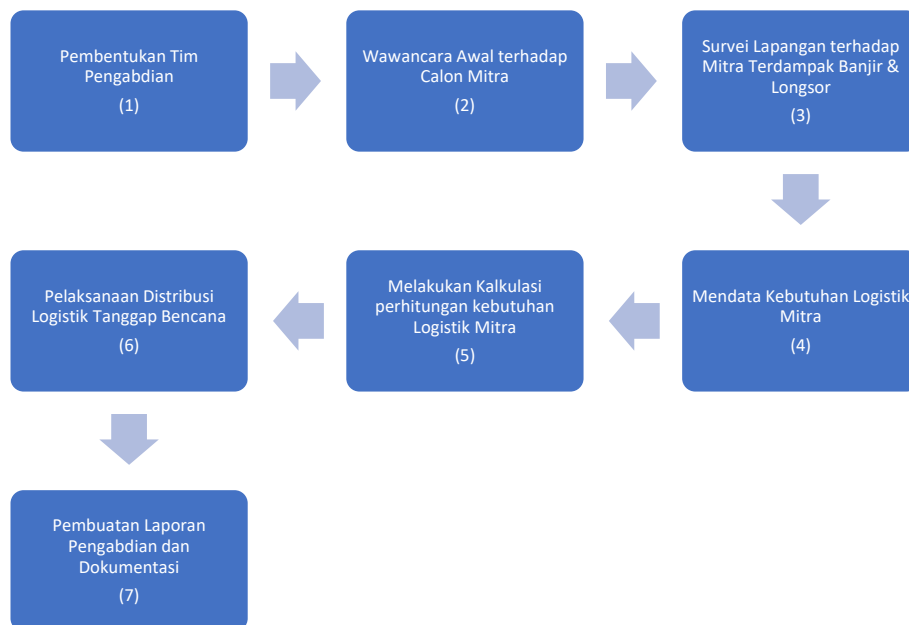 Pembentukan Tim
Pengabdian
(1)
Wawancara Awal terhadap
Calon Mitra
(2)
Survei Lapangan terhadap
Mitra Terdampak Banjir &
Longsor
(3)
Mendata Kebutuhan Logistik
Mitra
(4)
Melakukan Kalkulasi
perhitungan kebutuhan
Logistik Mitra
(5)
Pelaksanaan Distribusi
Logistik Tanggap Bencana
(6)
Pembuatan Laporan
Pengabdian dan
Dokumentasi
(7)